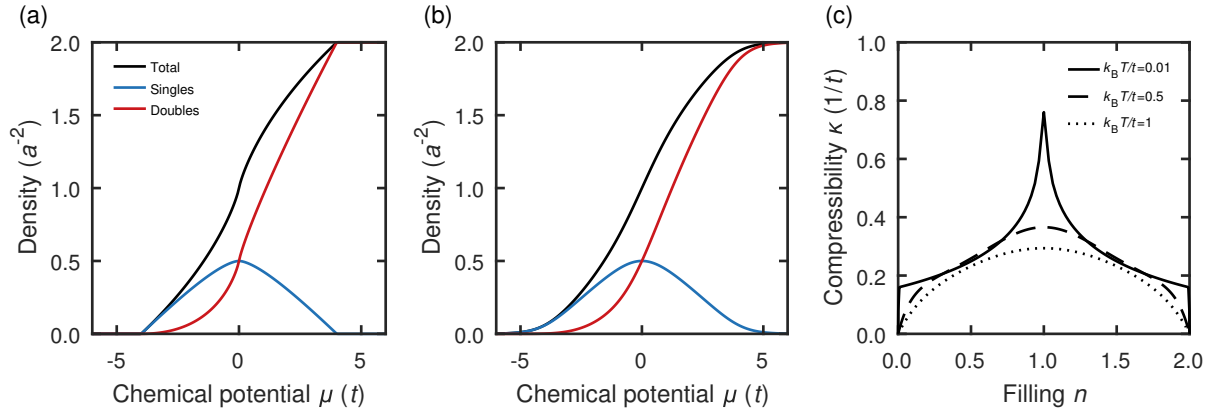 (a)
2.0
1.5
1.0
0.5
0.0
Density (a⁻²)
-5
0
5
Chemical potential μ (t)
Total
Singles
Doubles
(b)
2.0
1.5
1.0
0.5
0.0
Density (a⁻²)
-5
0
5
Chemical potential μ (t)
(c)
1.0
0.8
0.6
0.4
0.2
0.0
Compressibility κ (1/t)
0.0
0.5
1.0
1.5
2.0
Filling n
k_B T/t=0.01
k_B T/t=0.5
k_B T/t=1